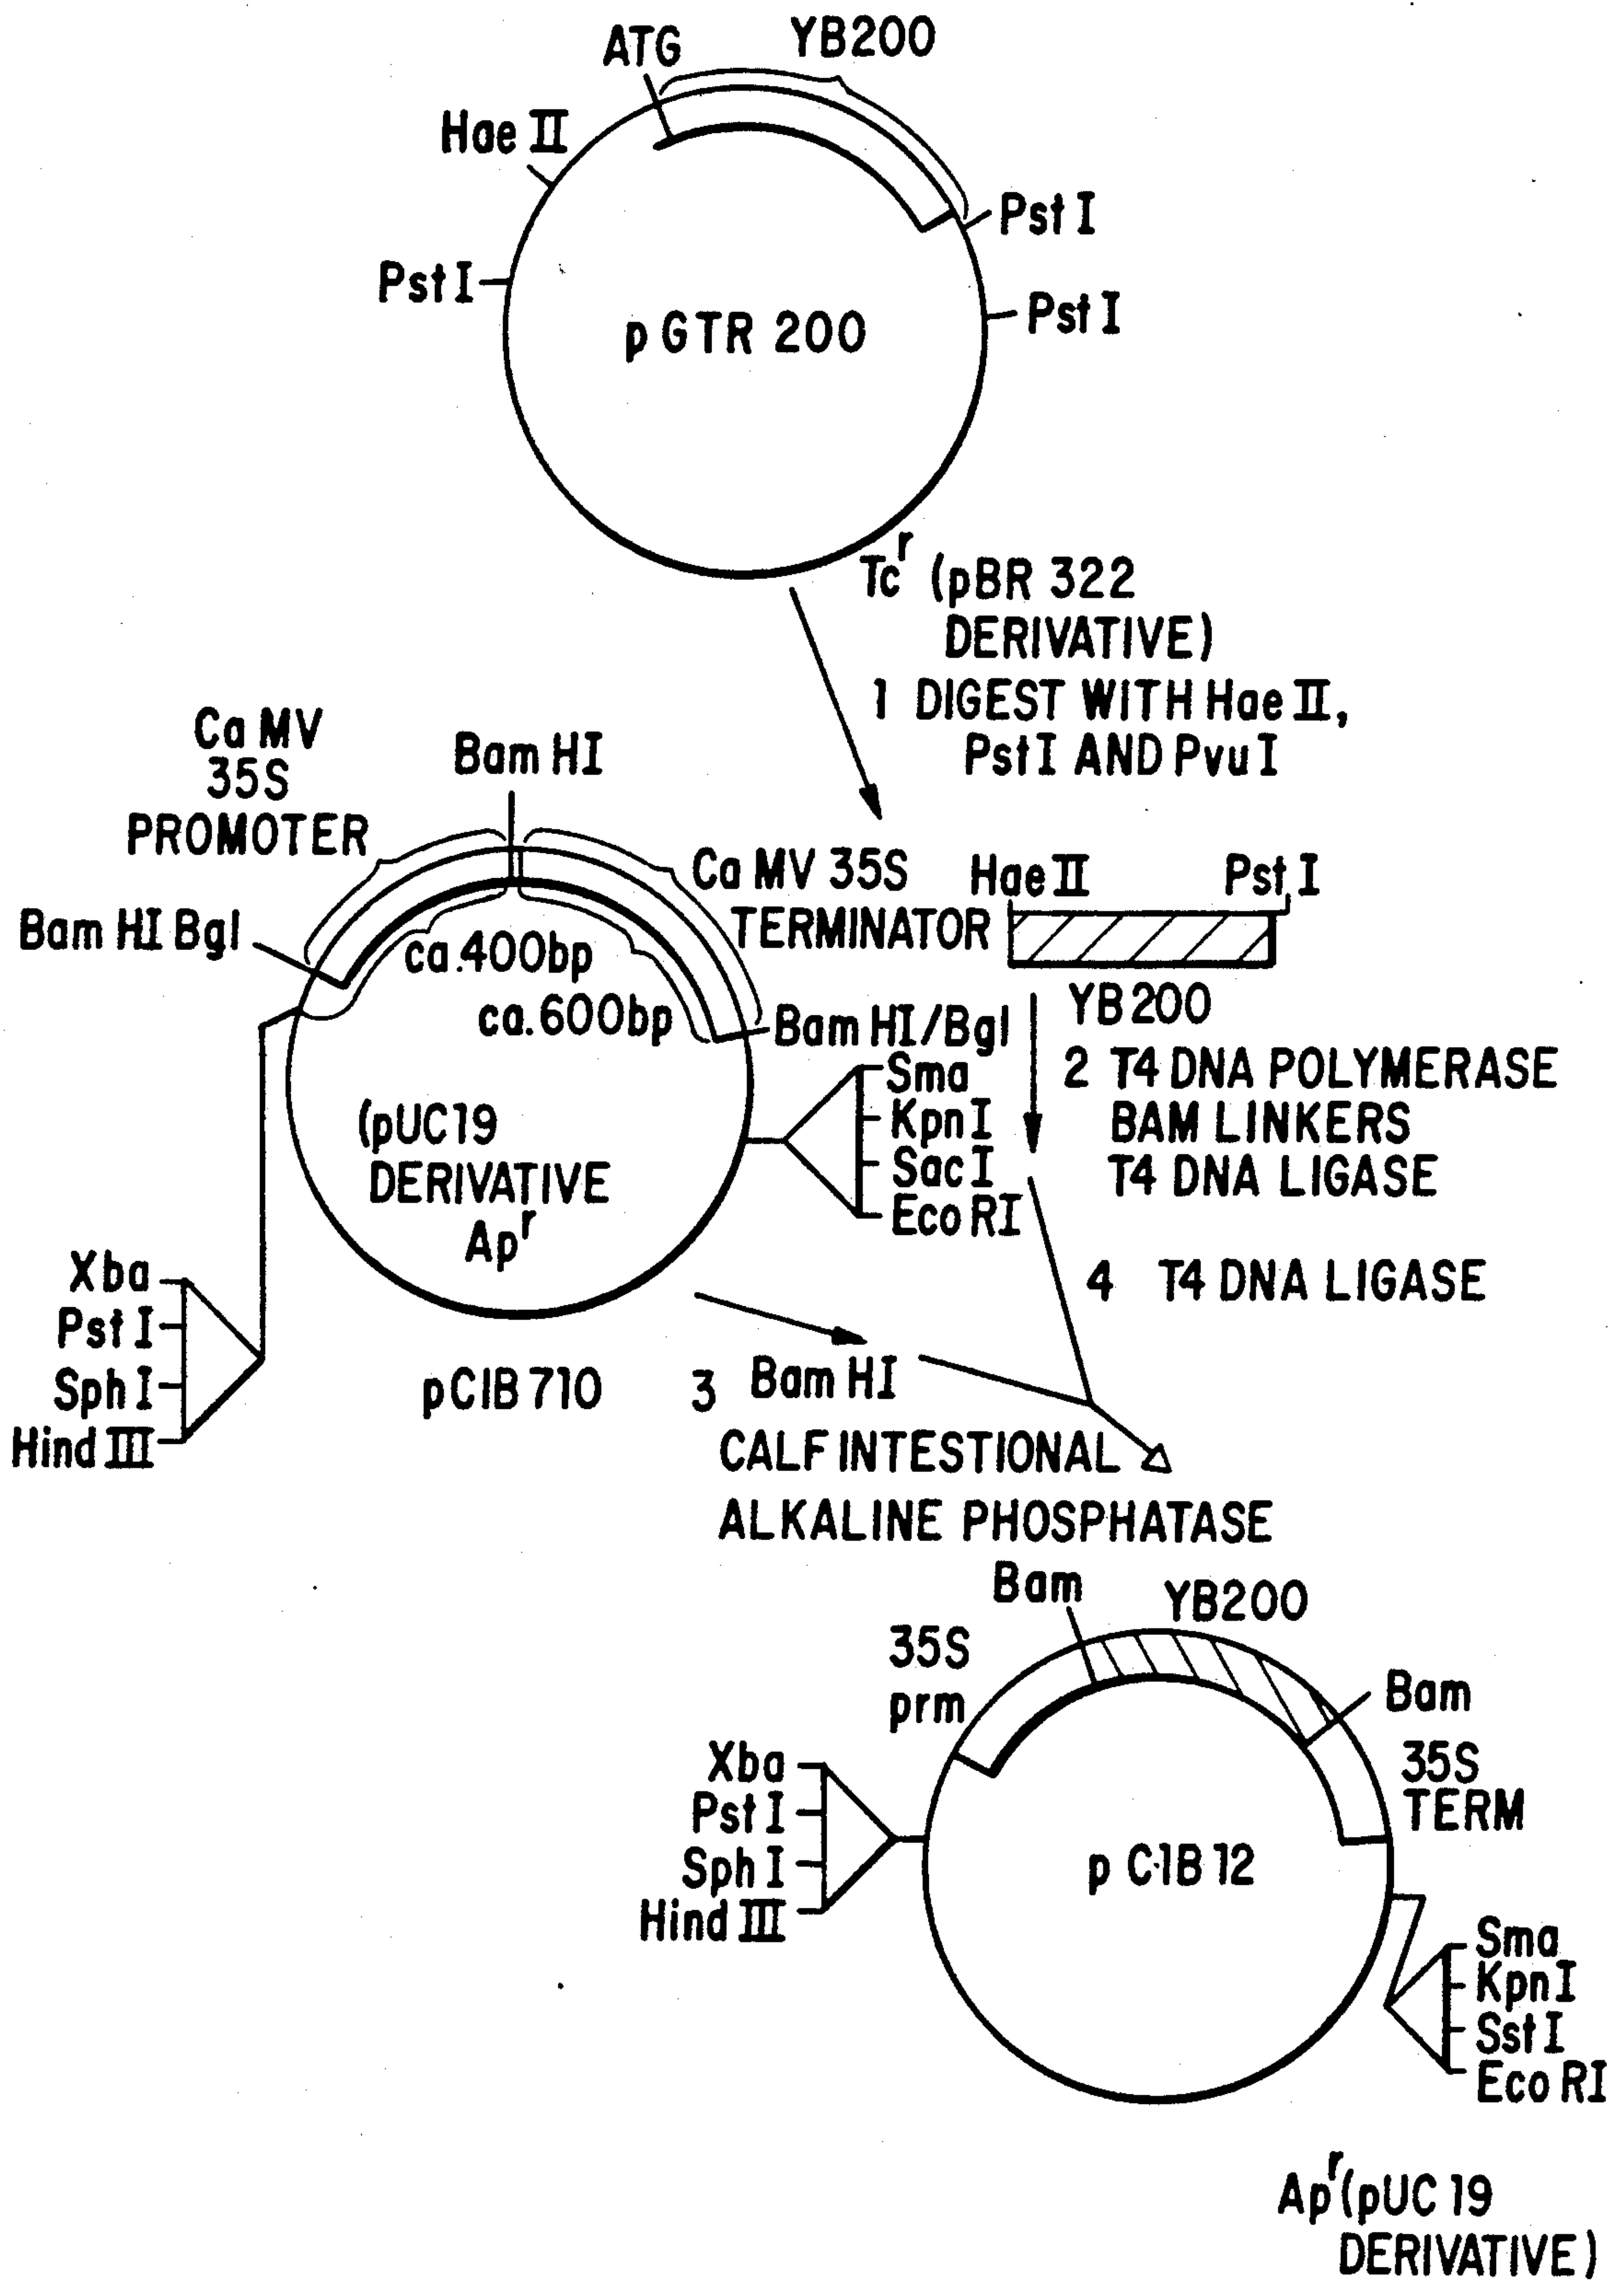 ATG
YB200
Hae II
Pst I
Pst I
Pst I
p GTR 200
Tcr (pBR 322
DERIVATIVE)
1 DIGEST WITH Hae II,
Pst I AND Pvu I
Ca MV
35S
PROMOTER
Bam HI
Ca MV 35S
TERMINATOR
Hae II
Pst I
YB200
Bam HI Bgl
ca.400bp
ca.600bp
Bam HI/Bgl
Sma
Kpn I
Sac I
Eco RI
2 T4 DNA POLYMERASE
BAM LINKERS
T4 DNA LIGASE
(pUC19
DERIVATIVE
Apr
4 T4 DNA LIGASE
Xba
Pst I
Sph I
Hind III
pCIB 710
3 Bam HI
CALF INTESTIONAL
ALKALINE PHOSPHATASE
Bam
YB200
35S
prm
Bam
35S
TERM
Xba
Pst I
Sph I
Hind III
p CIB 12
Sma
Kpn I
Sst I
Eco RI
Apr (pUC 19
DERIVATIVE)